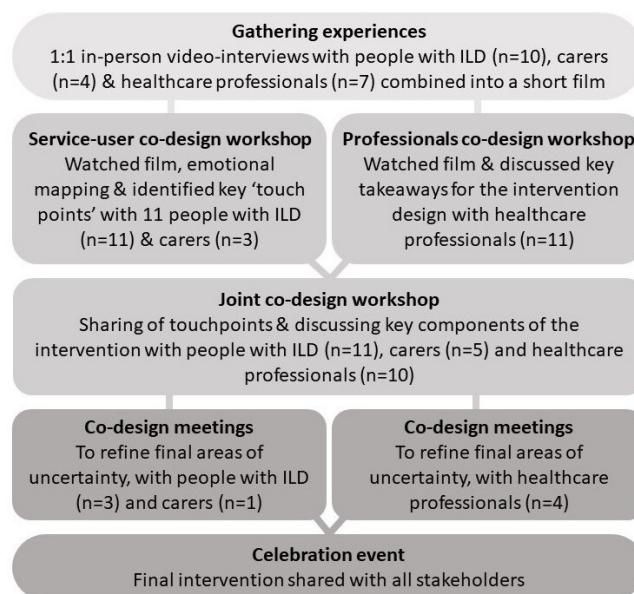 Gathering experiences
1:1 in-person video-interviews with people with ILD (n=10), carers
(n=4) & healthcare professionals (n=7) combined into a short film
Service-user co-design workshop
Watched film, emotional
mapping & identified key ‘touch
points’ with 11 people with ILD
(n=11) & carers (n=3)
Professionals co-design workshop
Watched film & discussed key
takeaways for the intervention
design with healthcare
professionals (n=11)
Joint co-design workshop
Sharing of touchpoints & discussing key components of the
intervention with people with ILD (n=11), carers (n=5) and healthcare
professionals (n=10)
Co-design meetings
To refine final areas of
uncertainty, with people with ILD
(n=3) and carers (n=1)
Co-design meetings
To refine final areas of
uncertainty, with healthcare
professionals (n=4)
Celebration event
Final intervention shared with all stakeholders